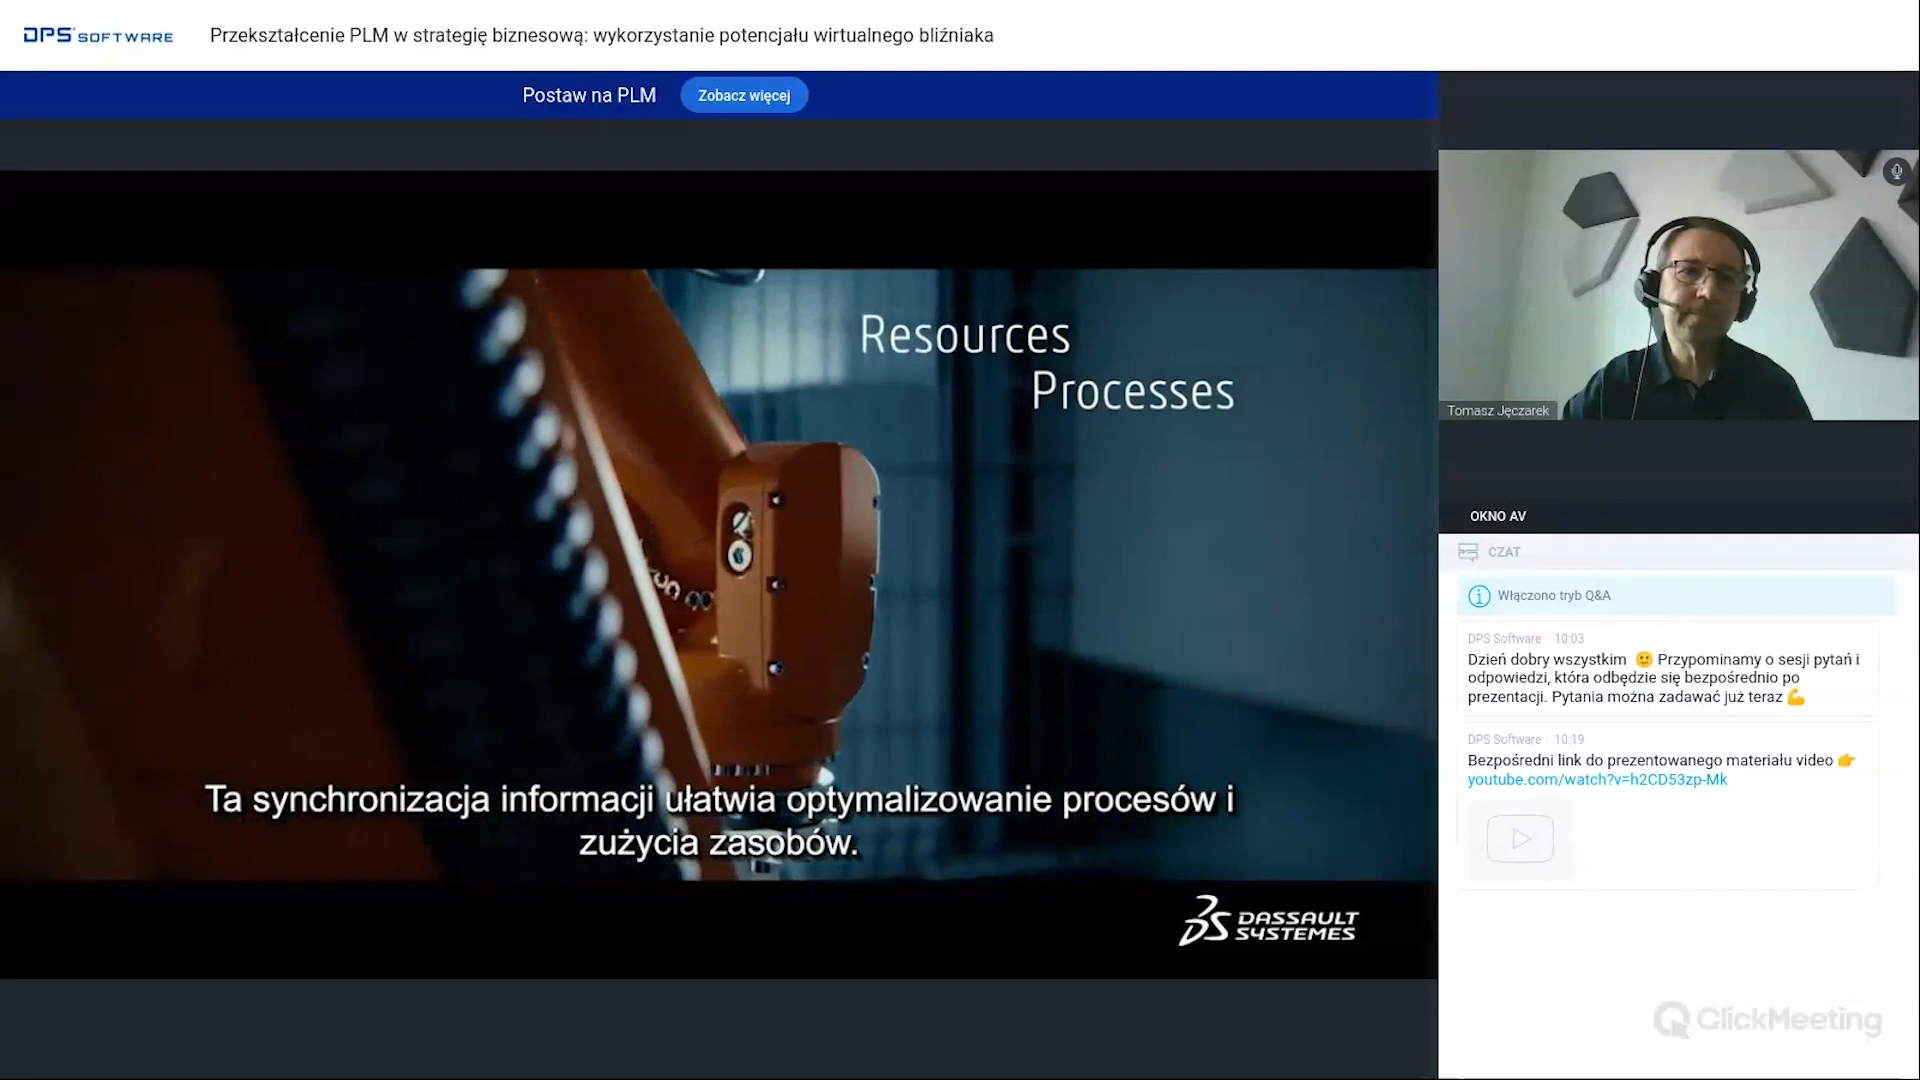 DPS SOFTWARE
Przekształcenie PLM w strategię biznesową: wykorzystanie potencjału wirtualnego bliźniaka
Postaw na PLM
Zobacz więcej
Resources
Processes
Ta synchronizacja informacji ułatwia optymalizowanie procesów i
zużycia zasobów.
DASSAULT
SYSTEMES
Tomasz Jęczarek
OKNO AV
CZAT
Włączono tryb Q&A
DPS Software 10:03
Dzień dobry wszystkim 🙂 Przypominamy o sesji pytań i
odpowiedzi, która odbędzie się bezpośrednio po
prezentacji. Pytania można zadawać już teraz 💪
DPS Software 10:19
Bezpośredni link do prezentowanego materiału video 👉
youtube.com/watch?v=h2CD53zp-Mk
ClickMeeting